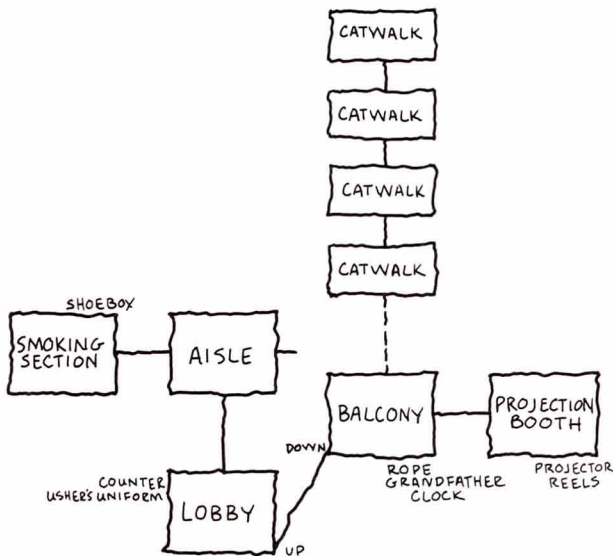 CATWALK
CATWALK
CATWALK
CATWALK
SHOEBOX
SMOKING
SECTION
AISLE
BALCONY
PROJECTION
BOOTH
DOWN
ROPE
GRANDFATHER
CLOCK
PROJECTOR
REELS
COUNTER
USHER'S UNIFORM
LOBBY
UP